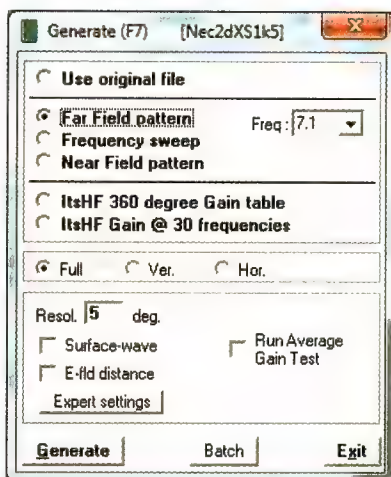 Generate (F7) [Nec2dXS1k5] X
Use original file
Far Field pattern Freq : 7.1
Frequency sweep
Near Field pattern
ItsHF 360 degree Gain table
ItsHF Gain @ 30 frequencies
Full Ver. Hor.
Resol. 5 deg.
Surface-wave Run Average
Gain Test
E-fld distance
Expert settings
Generate Batch Exit